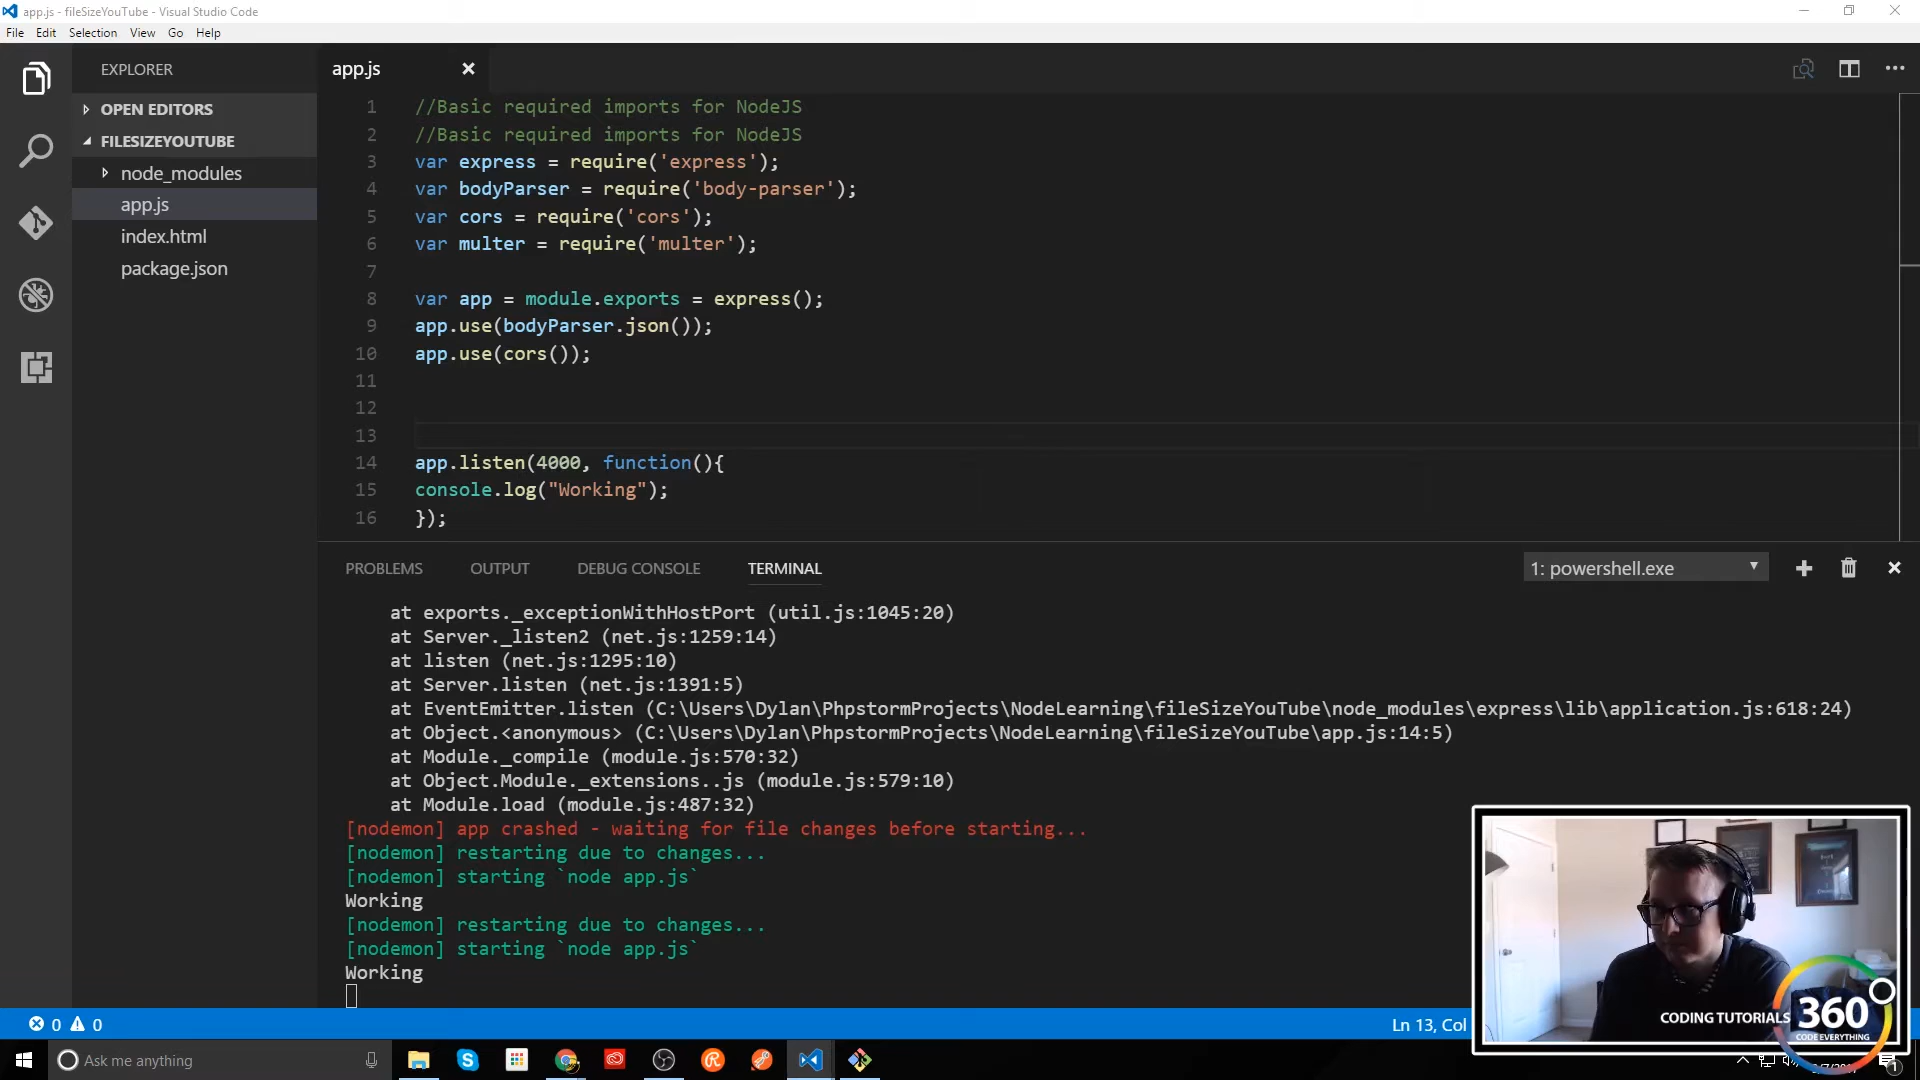 app.js - fileSizeYouTube - Visual Studio Code
File Edit Selection View Go Help
EXPLORER
OPEN EDITORS
FILESIZEYOUTUBE
node_modules
app.js
index.html
package.json
app.js
1 //Basic required imports for NodeJS
2 //Basic required imports for NodeJS
3 var express = require('express');
4 var bodyParser = require('body-parser');
5 var cors = require('cors');
6 var multer = require('multer');
7
8 var app = module.exports = express();
9 app.use(bodyParser.json());
10 app.use(cors());
11
12
13
14 app.listen(4000, function(){
15 console.log("Working");
16 });
PROBLEMS OUTPUT DEBUG CONSOLE TERMINAL
1: powershell.exe
at exports._exceptionWithHostPort (util.js:1045:20)
at Server._listen2 (net.js:1259:14)
at listen (net.js:1295:10)
at Server.listen (net.js:1391:5)
at EventEmitter.listen (C:\Users\Dylan\PhpstormProjects\NodeLearning\fileSizeYouTube\node_modules\express\lib\application.js:618:24)
at Object.<anonymous> (C:\Users\Dylan\PhpstormProjects\NodeLearning\fileSizeYouTube\app.js:14:5)
at Module._compile (module.js:570:32)
at Object.Module._extensions..js (module.js:579:10)
at Module.load (module.js:487:32)
[nodemon] app crashed - waiting for file changes before starting...
[nodemon] restarting due to changes...
[nodemon] starting `node app.js`
Working
[nodemon] restarting due to changes...
[nodemon] starting `node app.js`
Working
0 0
Ln 13, Col
CODING TUTORIALS 360
CODE EVERYTHING
Ask me anything